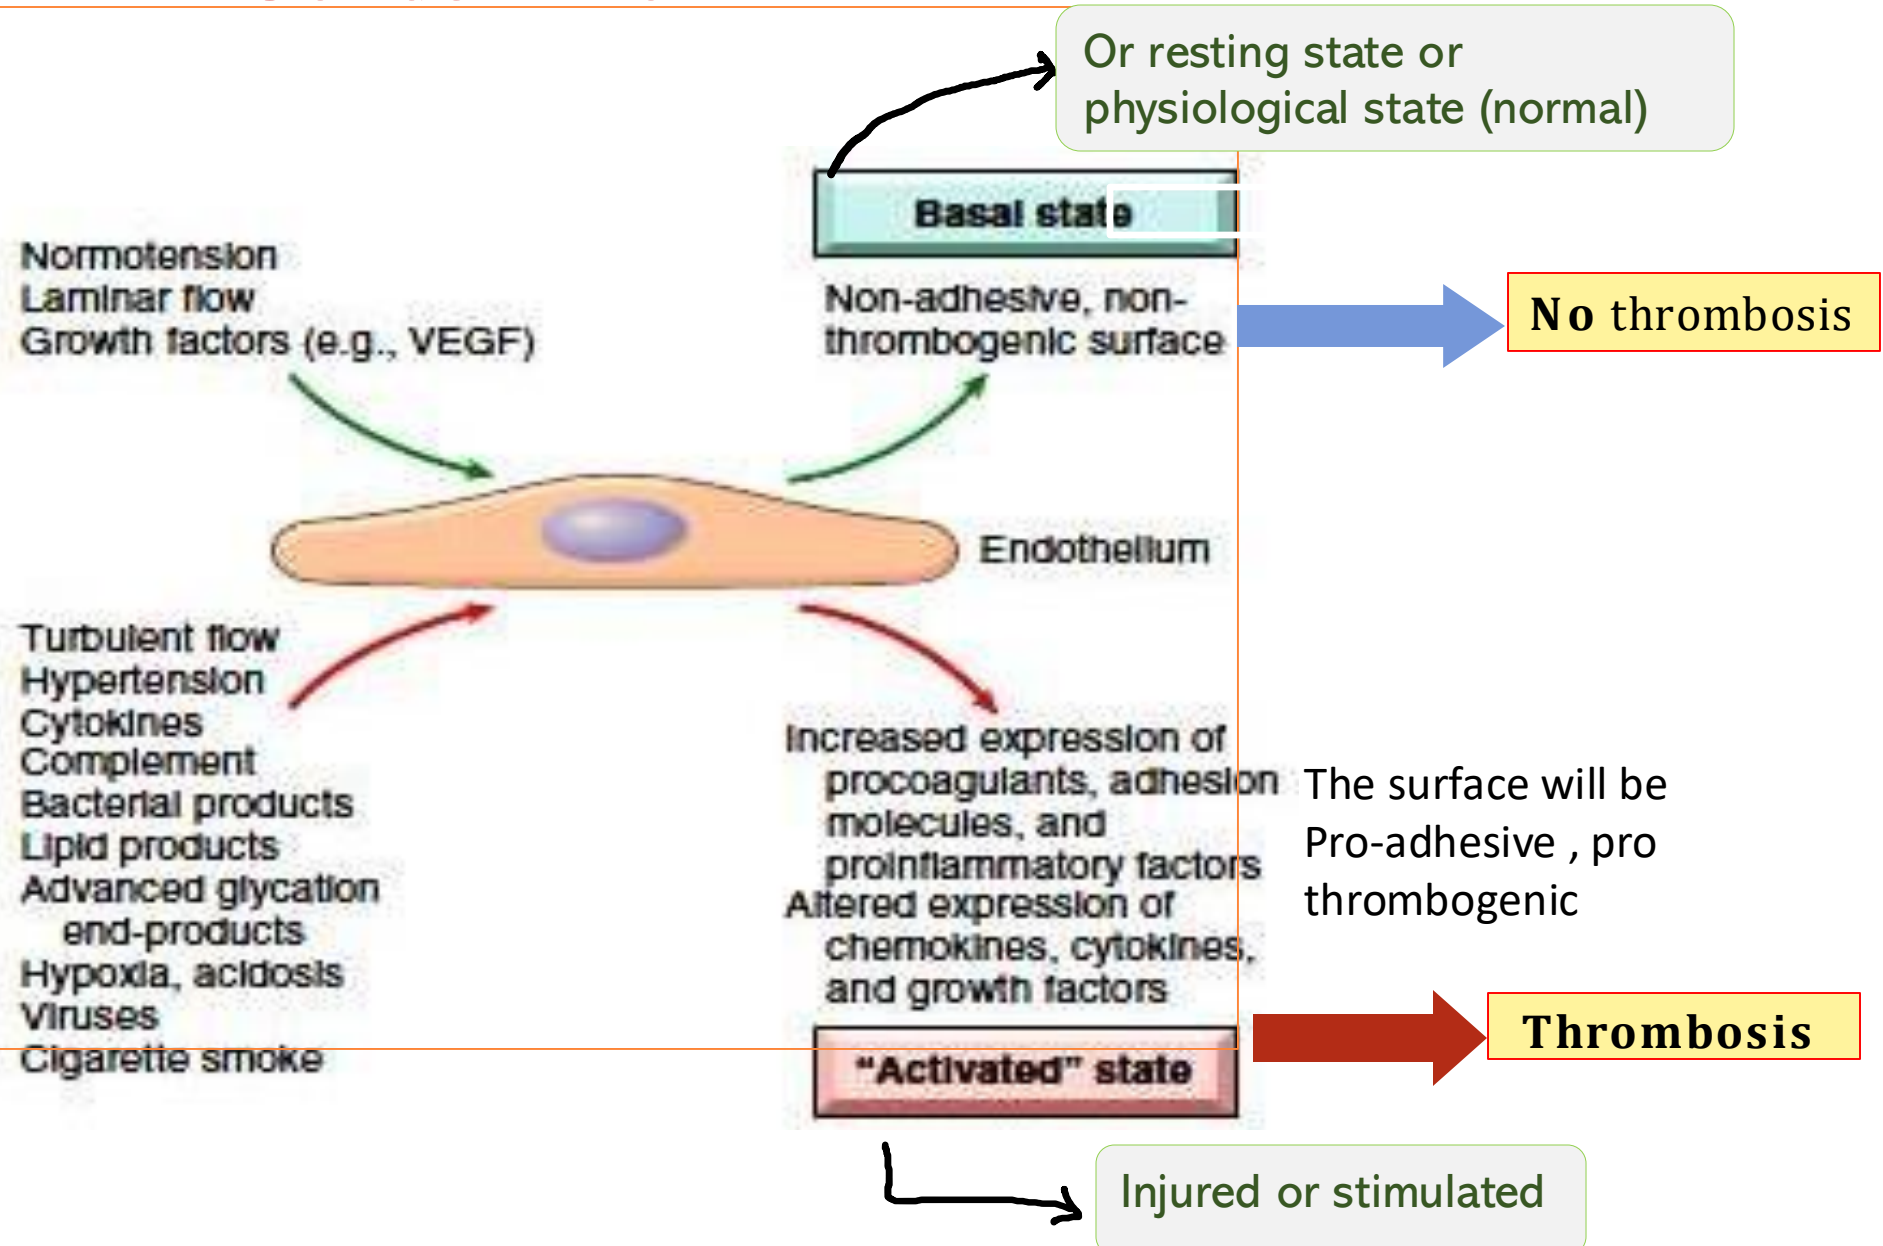 Or resting state or
physiological state (normal)
Basal state
Normotension
Laminar flow
Growth factors (e.g., VEGF)
Non-adhesive, non-
thrombogenic surface
No thrombosis
Endothelium
Turbulent flow
Hypertension
Cytokines
Complement
Bacterial products
Lipid products
Advanced glycation
end-products
Hypoxia, acidosis
Viruses
Cigarette smoke
Increased expression of
procoagulants, adhesion
molecules, and
proinflammatory factors
Altered expression of
chemokines, cytokines,
and growth factors
The surface will be
Pro-adhesive , pro
thrombogenic
Thrombosis
"Activated" state
Injured or stimulated